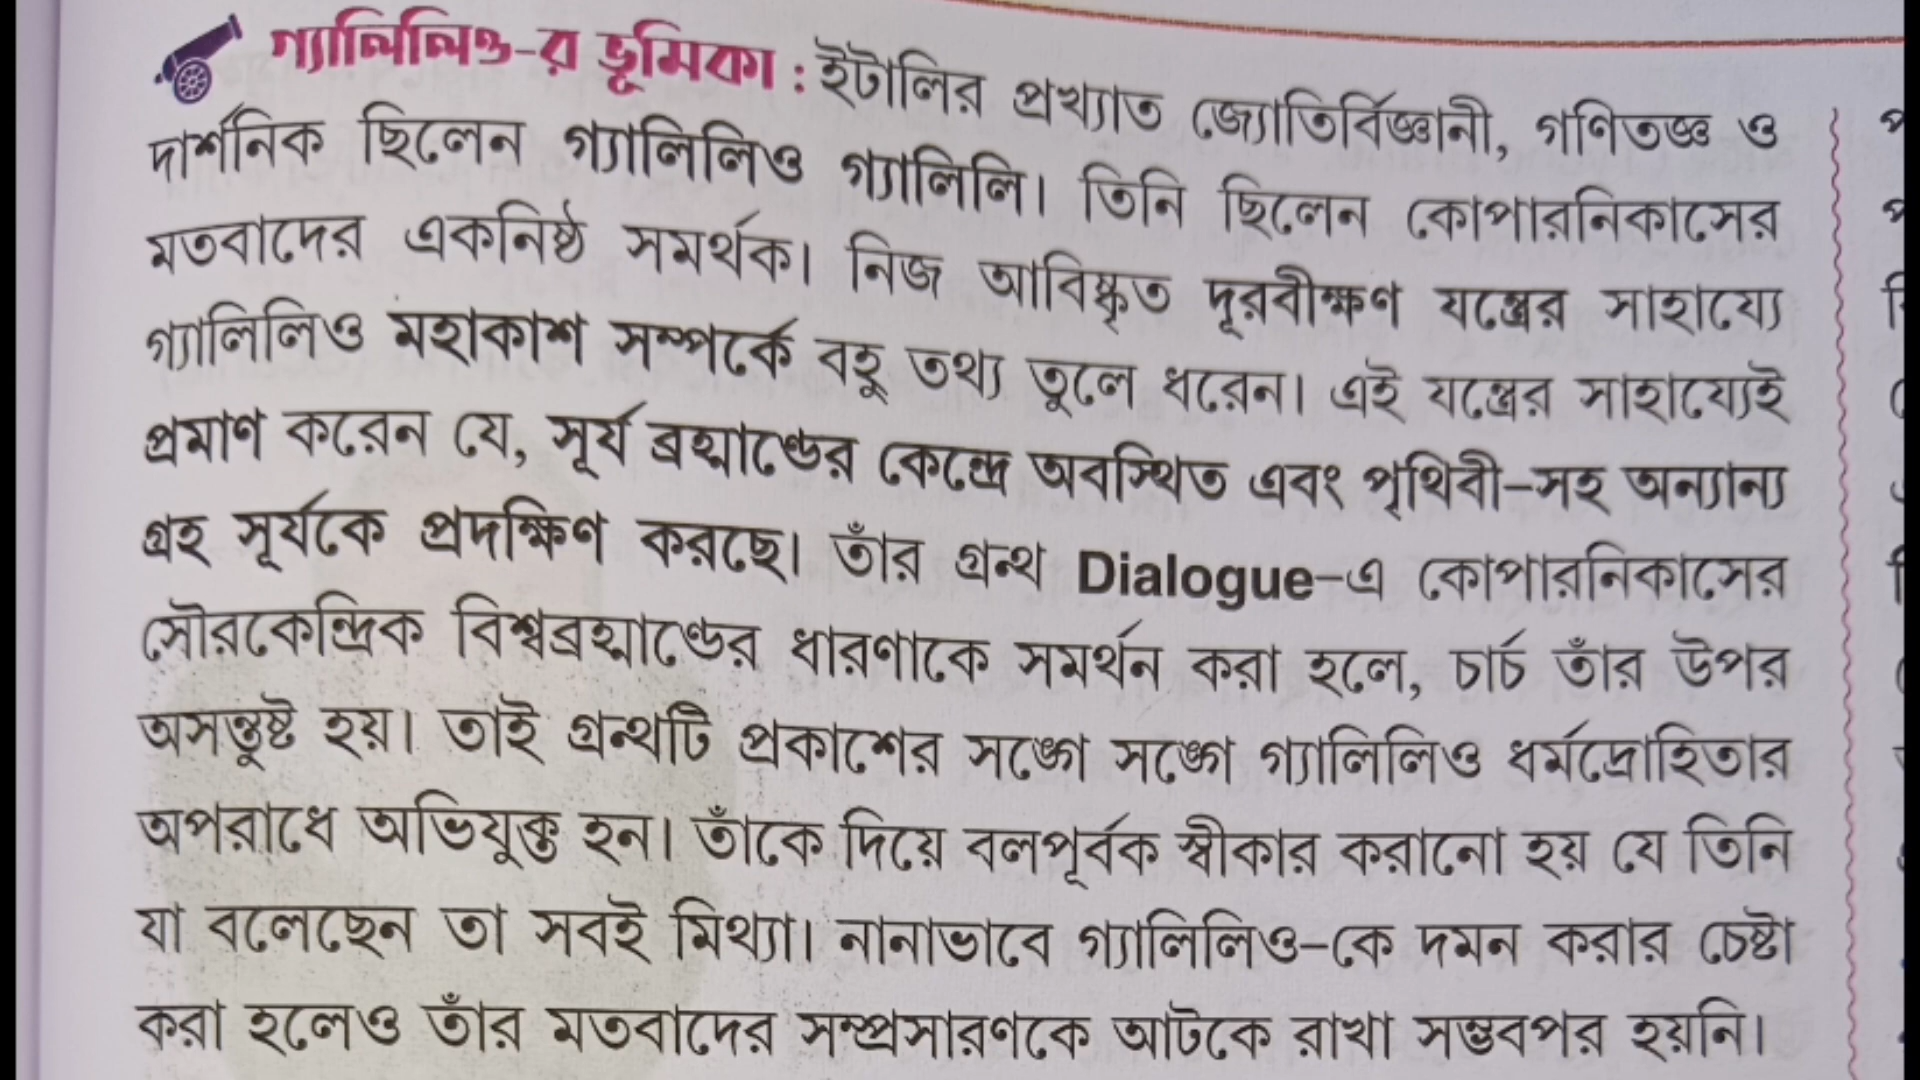 গ্যালিলিও-র ভূমিকা : ইটালির প্রখ্যাত জ্যোতির্বিজ্ঞানী, গণিতজ্ঞ ও
দার্শনিক ছিলেন গ্যালিলিও গ্যালিলি। তিনি ছিলেন কোপারনিকাসের
মতবাদের একনিষ্ঠ সমর্থক। নিজ আবিষ্কৃত দূরবীক্ষণ যন্ত্রের সাহায্যে
গ্যালিলিও মহাকাশ সম্পর্কে বহু তথ্য তুলে ধরেন। এই যন্ত্রের সাহায্যেই
প্রমাণ করেন যে, সূর্য ব্রহ্মাণ্ডের কেন্দ্রে অবস্থিত এবং পৃথিবী-সহ অন্যান্য
গ্রহ সূর্যকে প্রদক্ষিণ করছে। তাঁর গ্রন্থ Dialogue-এ কোপারনিকাসের
সৌরকেন্দ্রিক বিশ্বব্রহ্মাণ্ডের ধারণাকে সমর্থন করা হলে, চার্চ তাঁর উপর
অসন্তুষ্ট হয়। তাই গ্রন্থটি প্রকাশের সঙ্গে সঙ্গে গ্যালিলিও ধর্মদ্রোহিতার
অপরাধে অভিযুক্ত হন। তাঁকে দিয়ে বলপূর্বক স্বীকার করানো হয় যে তিনি
যা বলেছেন তা সবই মিথ্যা। নানাভাবে গ্যালিলিও-কে দমন করার চেষ্টা
করা হলেও তাঁর মতবাদের সম্প্রসারণকে আটকে রাখা সম্ভবপর হয়নি।